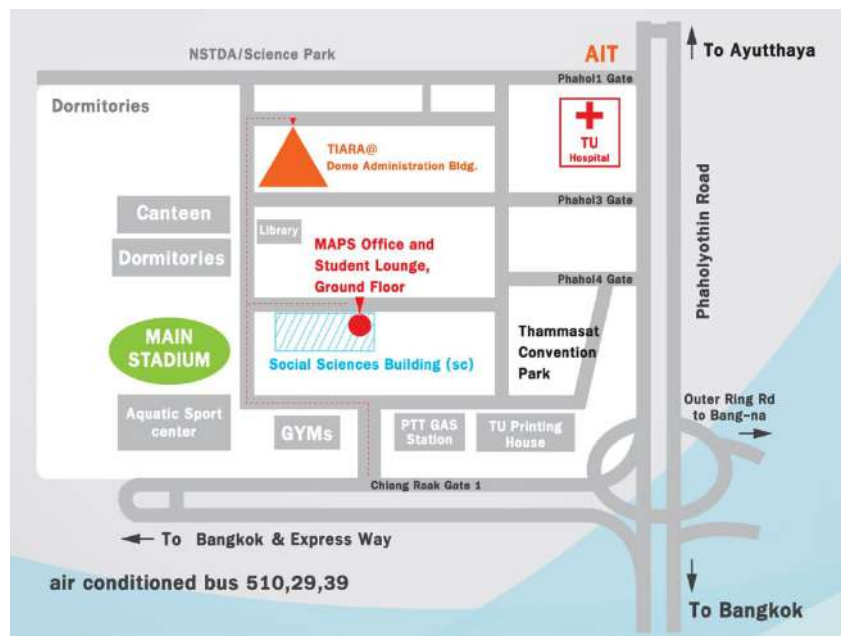 NSTDA/Science Park
AIT
To Ayutthaya
Phahol1 Gate
Dormitories
TU
Hospital
TIARA@
Dome Administration Bldg.
Phaholyothin Road
Phahol3 Gate
Canteen
Library
Dormitories
MAPS Office and
Student Lounge,
Ground Floor
Phahol4 Gate
MAIN
STADIUM
Thammasat
Convention
Park
Social Sciences Building (sc)
Outer Ring Rd
to Bang-na
Aquatic Sport
center
GYMs
PTT GAS
Station
TU Printing
House
Chiang Raak Gate 1
To Bangkok & Express Way
air conditioned bus 510,29,39
To Bangkok